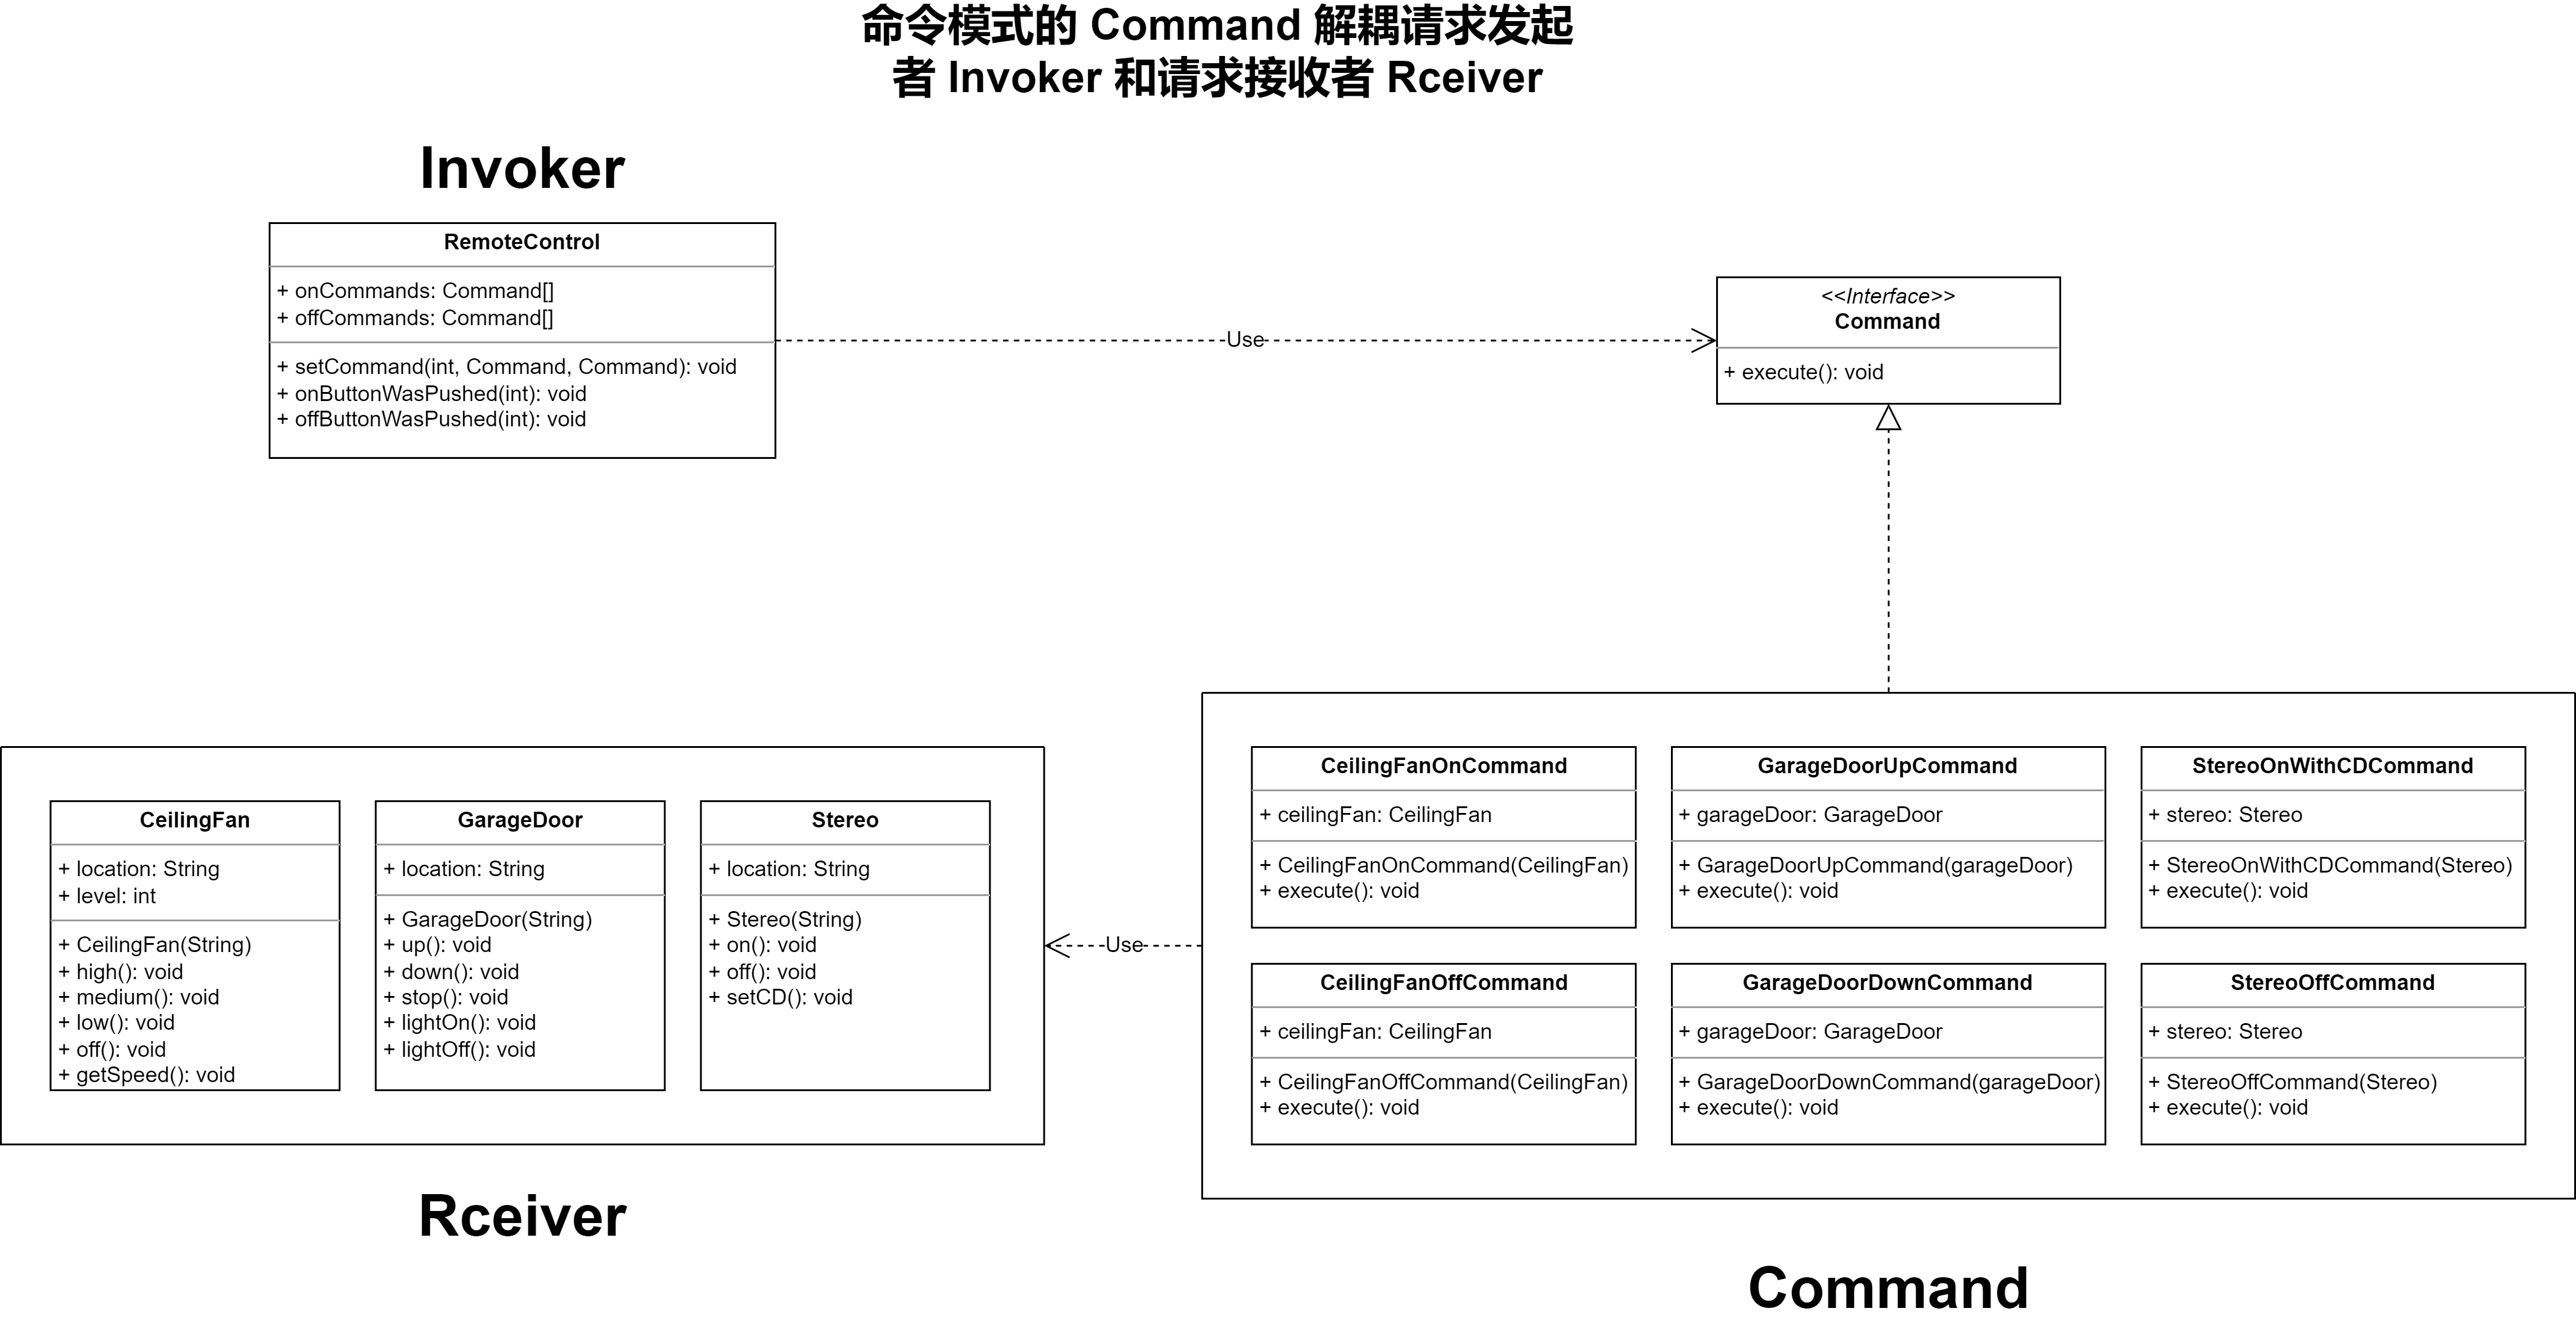 命令模式的 Command 解耦请求发起
者 Invoker 和请求接收者 Rceiver
Invoker
RemoteControl
+ onCommands: Command[]
+ offCommands: Command[]
+ setCommand(int, Command, Command): void
+ onButtonWasPushed(int): void
+ offButtonWasPushed(int): void
Use
<<Interface>>
Command
+ execute(): void
CeilingFan
+ location: String
+ level: int
+ CeilingFan(String)
+ high(): void
+ medium(): void
+ low(): void
+ off(): void
+ getSpeed(): void
GarageDoor
+ location: String
+ GarageDoor(String)
+ up(): void
+ down(): void
+ stop(): void
+ lightOn(): void
+ lightOff(): void
Stereo
+ location: String
+ Stereo(String)
+ on(): void
+ off(): void
+ setCD(): void
Rceiver
Use
CeilingFanOnCommand
+ ceilingFan: CeilingFan
+ CeilingFanOnCommand(CeilingFan)
+ execute(): void
GarageDoorUpCommand
+ garageDoor: GarageDoor
+ GarageDoorUpCommand(garageDoor)
+ execute(): void
StereoOnWithCDCommand
+ stereo: Stereo
+ StereoOnWithCDCommand(Stereo)
+ execute(): void
CeilingFanOffCommand
+ ceilingFan: CeilingFan
+ CeilingFanOffCommand(CeilingFan)
+ execute(): void
GarageDoorDownCommand
+ garageDoor: GarageDoor
+ GarageDoorDownCommand(garageDoor)
+ execute(): void
StereoOffCommand
+ stereo: Stereo
+ StereoOffCommand(Stereo)
+ execute(): void
Command